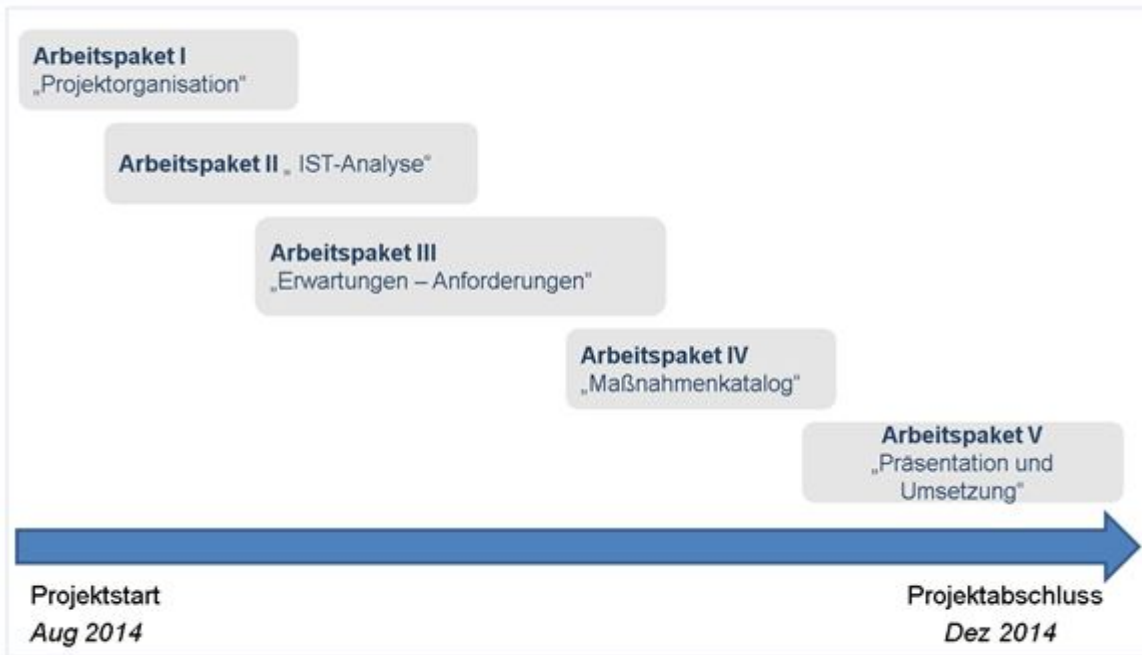 Arbeitspaket I
„Projektorganisation“
Arbeitspaket II „ IST-Analyse“
Arbeitspaket III
„Erwartungen – Anforderungen“
Arbeitspaket IV
„Maßnahmenkatalog“
Arbeitspaket V
„Präsentation und
Umsetzung“
Projektstart
Aug 2014
Projektabschluss
Dez 2014